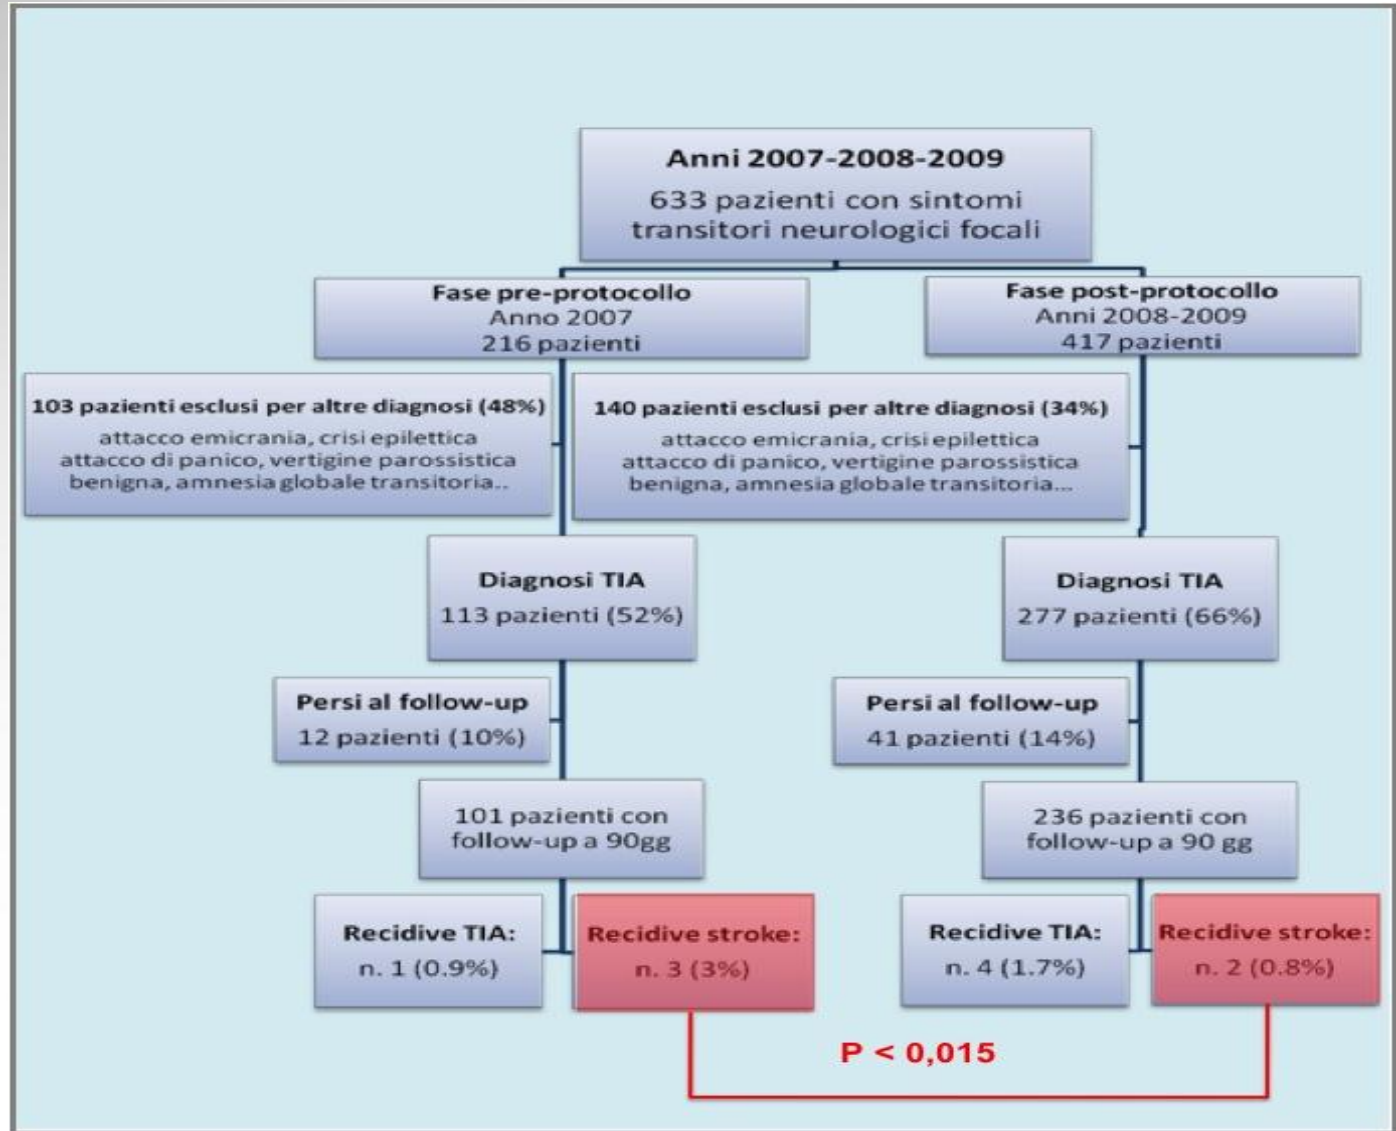 Anni 2007-2008-2009
633 pazienti con sintomi
transitori neurologici focali
Fase pre-protocollo
Anno 2007
216 pazienti
Fase post-protocollo
Anni 2008-2009
417 pazienti
103 pazienti esclusi per altre diagnosi (48%)
attacco emicrania, crisi epilettica
attacco di panico, vertigine parossistica
benigna, amnesia globale transitoria..
140 pazienti esclusi per altre diagnosi (34%)
attacco emicrania, crisi epilettica
attacco di panico, vertigine parossistica
benigna, amnesia globale transitoria...
Diagnosi TIA
113 pazienti (52%)
Diagnosi TIA
277 pazienti (66%)
Persi al follow-up
12 pazienti (10%)
Persi al follow-up
41 pazienti (14%)
101 pazienti con
follow-up a 90gg
236 pazienti con
follow-up a 90 gg
Recidive TIA:
n. 1 (0.9%)
Recidive stroke:
n. 3 (3%)
Recidive TIA:
n. 4 (1.7%)
Recidive stroke:
n. 2 (0.8%)
P < 0,015